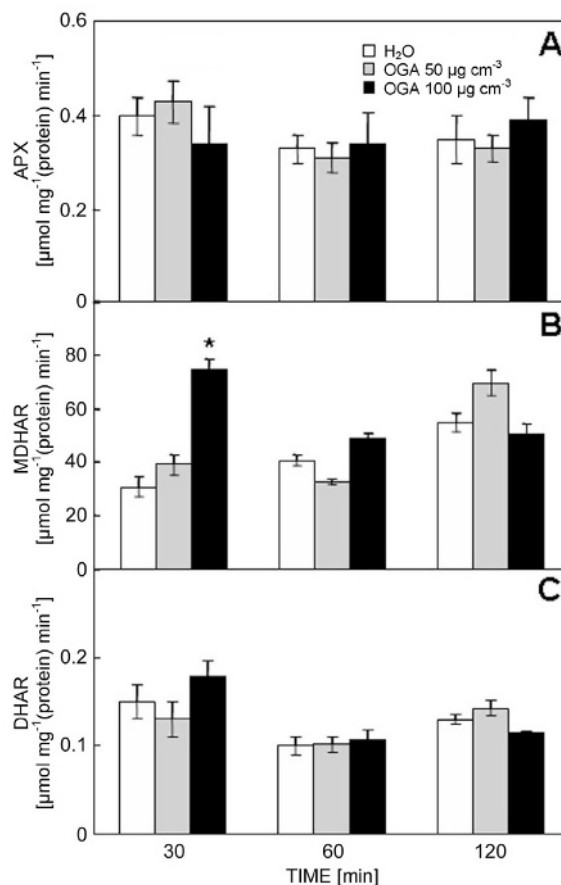 A
H₂O
OGA 50 µg cm⁻³
OGA 100 µg cm⁻³
APX
[µmol mg⁻¹(protein) min⁻¹]
0.6
0.4
0.2
0
B
*
MDHAR
[µmol mg⁻¹(protein) min⁻¹]
80
60
40
20
0
C
DHAR
[µmol mg⁻¹(protein) min⁻¹]
0.2
0.1
0
30 60 120
TIME [min]